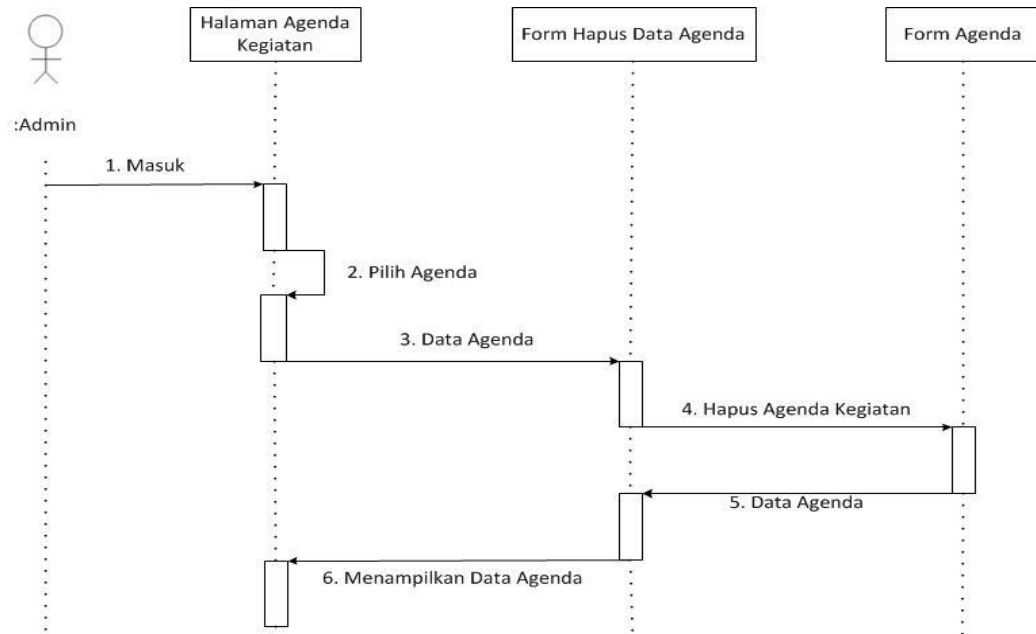 Halaman Agenda
Kegiatan
Form Hapus Data Agenda
Form Agenda
:Admin
1. Masuk
2. Pilih Agenda
3. Data Agenda
4. Hapus Agenda Kegiatan
5. Data Agenda
6. Menampilkan Data Agenda